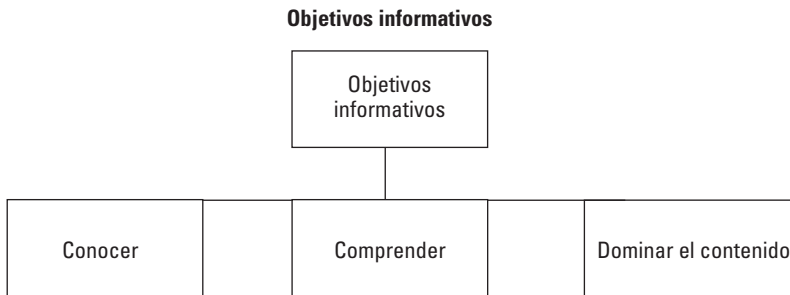 Objetivos informativos
Objetivos
informativos
Conocer
Comprender
Dominar el contenido